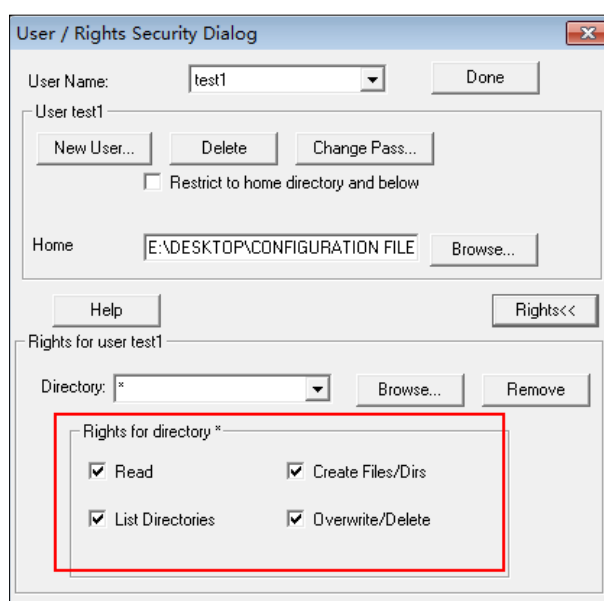 User / Rights Security Dialog
User Name: test1 Done
User test1
New User... Delete Change Pass...
Restrict to home directory and below
Home E:\DESKTOP\CONFIGURATION FILE Browse...
Help Rights<<
Rights for user test1
Directory: * Browse... Remove
Rights for directory *
Read Create Files/Dirs
List Directories Overwrite/Delete